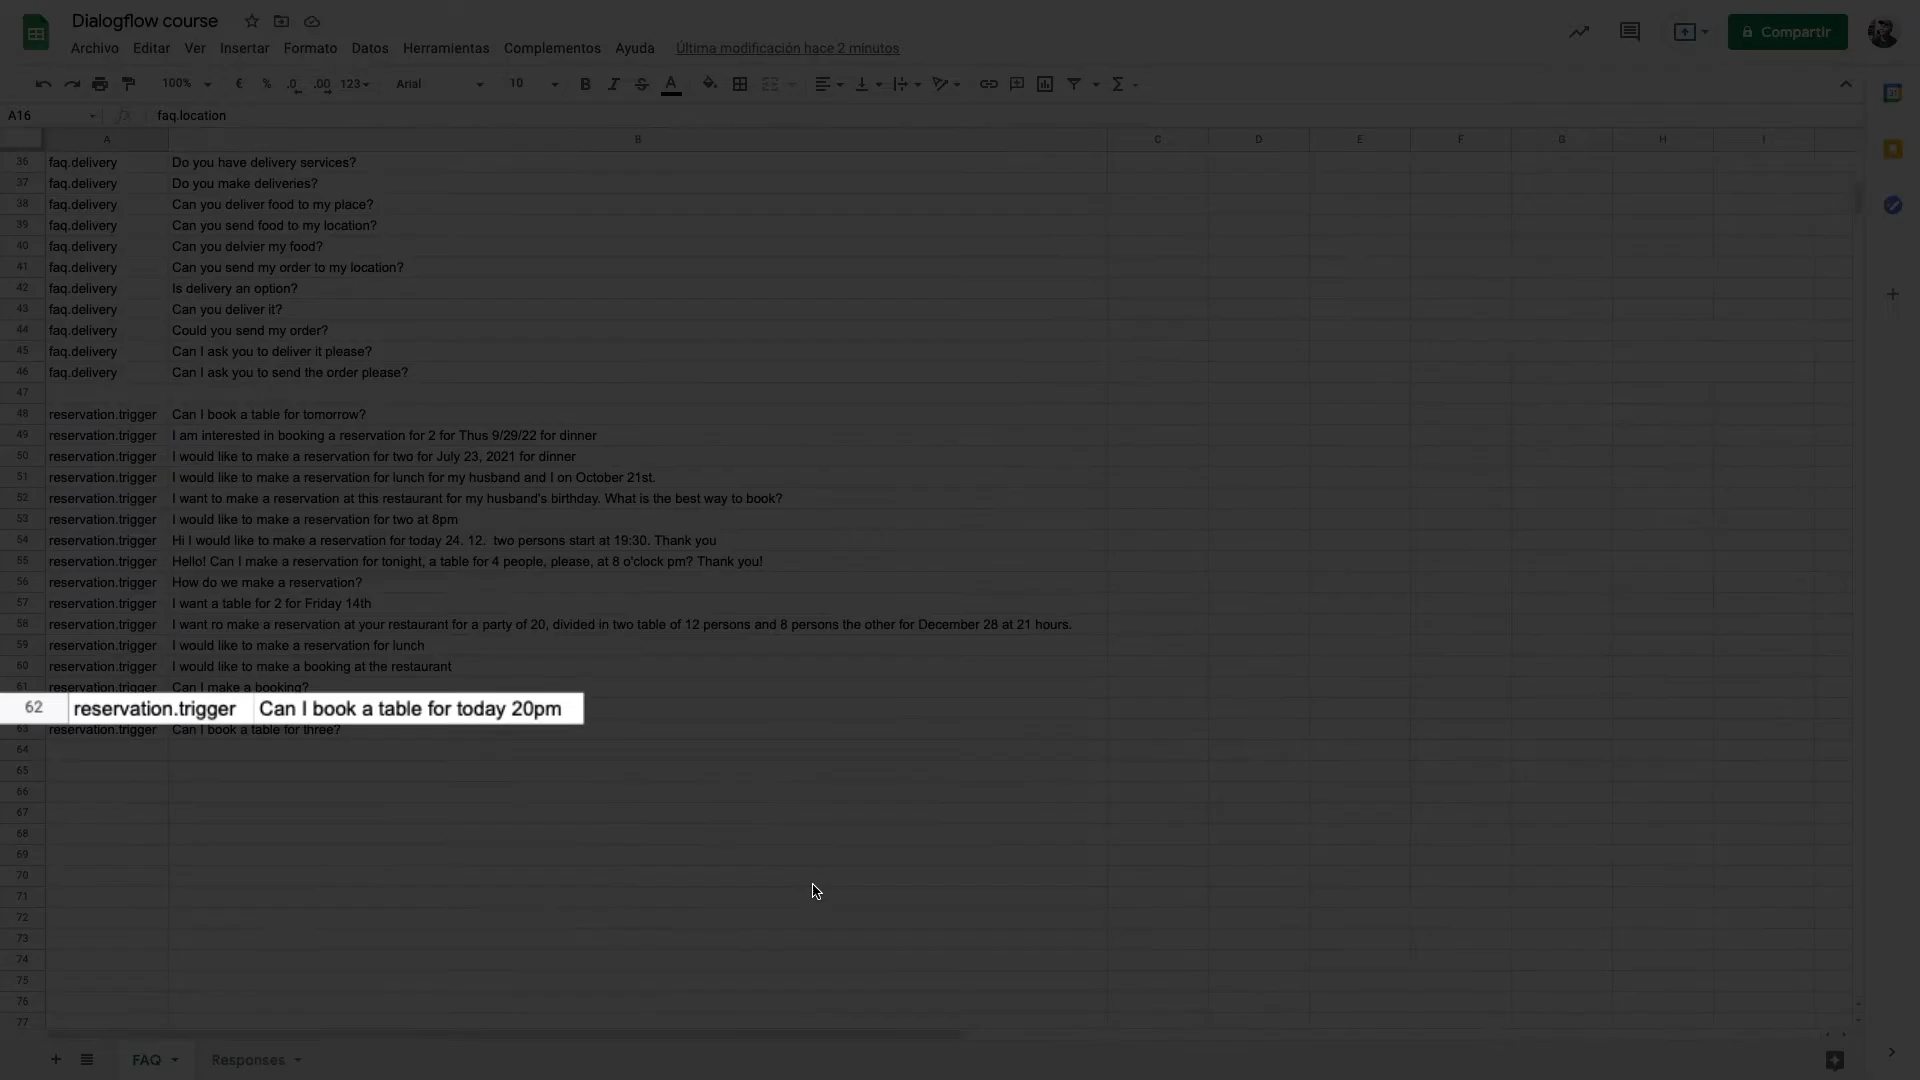 Dialogflow course
Archivo Editar Ver Insertar Formato Datos Herramientas Complementos Ayuda Última modificación hace 2 minutos
Compartir
100% € % .0 .00 123 Arial 10 B I S A Σ
A16 fx faq.location
A B C D E F G H I
36 faq.delivery Do you have delivery services?
37 faq.delivery Do you make deliveries?
38 faq.delivery Can you deliver food to my place?
39 faq.delivery Can you send food to my location?
40 faq.delivery Can you delvier my food?
41 faq.delivery Can you send my order to my location?
42 faq.delivery Is delivery an option?
43 faq.delivery Can you deliver it?
44 faq.delivery Could you send my order?
45 faq.delivery Can I ask you to deliver it please?
46 faq.delivery Can I ask you to send the order please?
47
48 reservation.trigger Can I book a table for tomorrow?
49 reservation.trigger I am interested in booking a reservation for 2 for Thus 9/29/22 for dinner
50 reservation.trigger I would like to make a reservation for two for July 23, 2021 for dinner
51 reservation.trigger I would like to make a reservation for lunch for my husband and I on October 21st.
52 reservation.trigger I want to make a reservation at this restaurant for my husband's birthday. What is the best way to book?
53 reservation.trigger I would like to make a reservation for two at 8pm
54 reservation.trigger Hi I would like to make a reservation for today 24. 12. two persons start at 19:30. Thank you
55 reservation.trigger Hello! Can I make a reservation for tonight, a table for 4 people, please, at 8 o'clock pm? Thank you!
56 reservation.trigger How do we make a reservation?
57 reservation.trigger I want a table for 2 for Friday 14th
58 reservation.trigger I want ro make a reservation at your restaurant for a party of 20, divided in two table of 12 persons and 8 persons the other for December 28 at 21 hours.
59 reservation.trigger I would like to make a reservation for lunch
60 reservation.trigger I would like to make a booking at the restaurant
61 reservation.trigger Can I make a booking?
62 reservation.trigger Can I book a table for today 20pm
63 reservation.trigger Can I book a table for three?
64
65
66
67
68
69
70
71
72
73
74
75
76
77
FAQ Responses